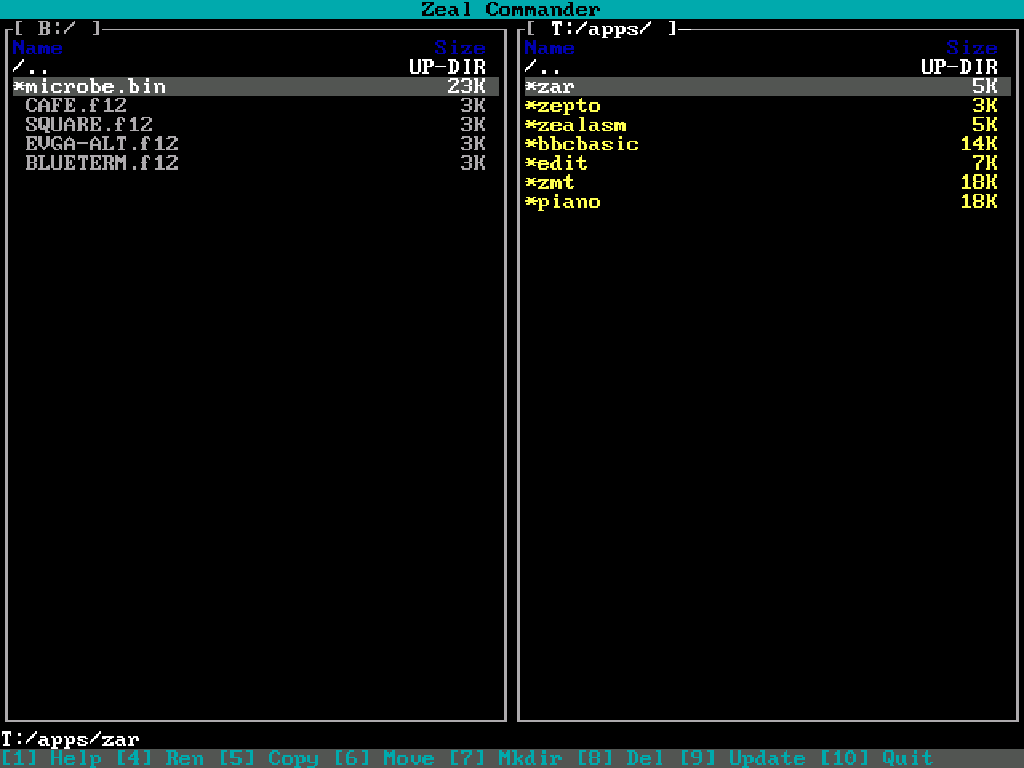 Zeal Commander
[ B:/ ]
Name Size
/.. UP-DIR
*microbe.bin 23K
CAFE.f12 3K
SQUARE.f12 3K
EVGA-ALT.f12 3K
BLUETERM.f12 3K
[ T:/apps/ ]
Name Size
/.. UP-DIR
*zar 5K
*zepto 3K
*zealasm 5K
*bbcbasic 14K
*edit 7K
*zmt 18K
*piano 18K
T:/apps/zar
[1] Help [4] Ren [5] Copy [6] Move [7] Mkdir [8] Del [9] Update [10] Quit